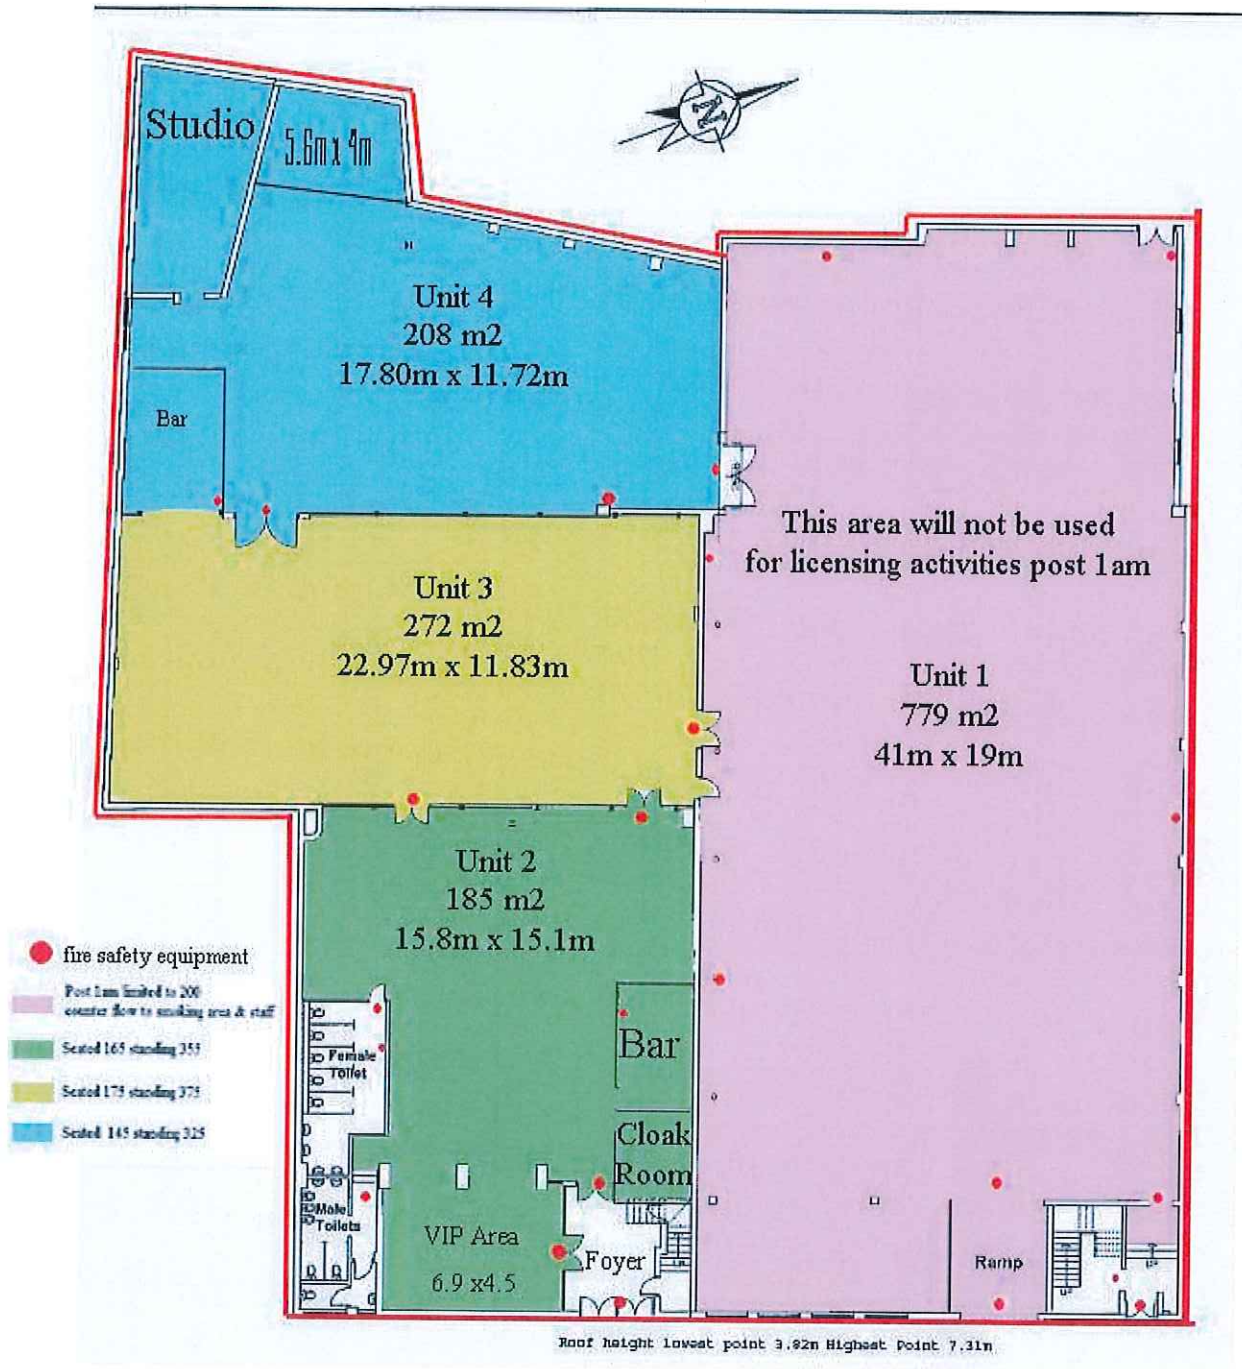 N
Studio
5.6m x 4m
Unit 4
208 m2
17.80m x 11.72m
Bar
This area will not be used
for licensing activities post 1am
Unit 3
272 m2
22.97m x 11.83m
Unit 1
779 m2
41m x 19m
Unit 2
185 m2
15.8m x 15.1m
fire safety equipment
Post 1am limited to 200
counter flow to smoking area & staff
Seated 165 standing 355
Seated 175 standing 375
Seated 145 standing 325
Female
Toilet
Bar
Cloak
Room
Male
Toilets
VIP Area
6.9 x4.5
Foyer
Ramp
Roof height lowest point 3.82m Highest Point 7.31m